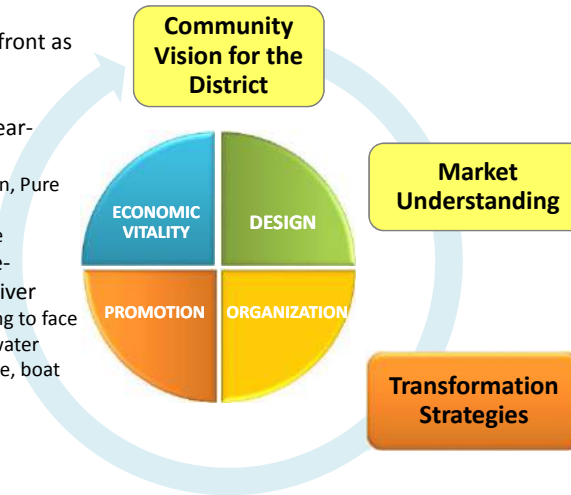 front as
ear-
n, Pure
e
e-
iver
ng to face
water
e, boat
Community
Vision for the
District
Market
Understanding
ECONOMIC
VITALITY
DESIGN
PROMOTION
ORGANIZATION
Transformation
Strategies